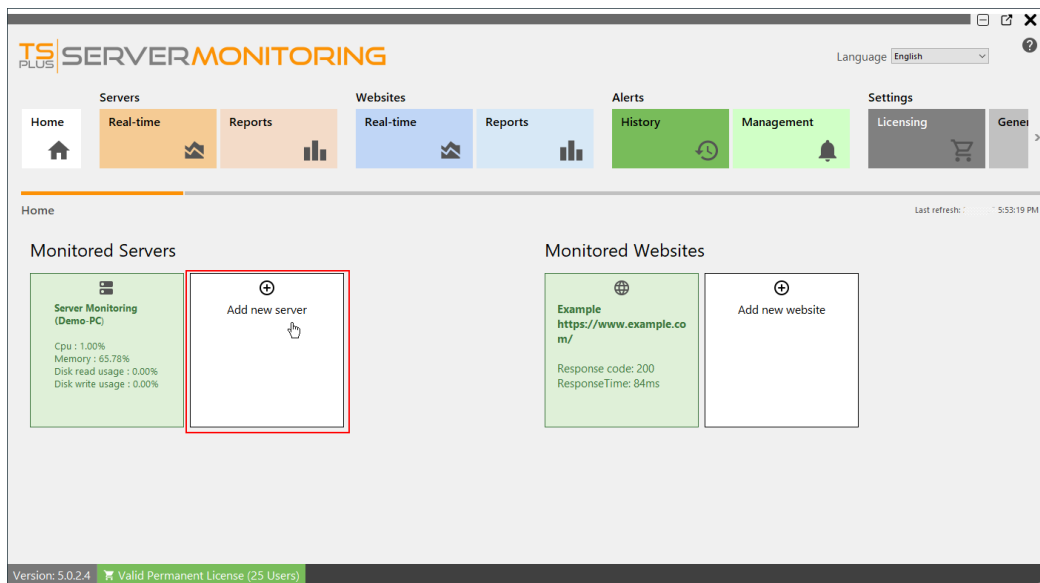 TS PLUS SERVERMONITORING
Language English
Servers
Websites
Alerts
Settings
Home
Real-time
Reports
Real-time
Reports
History
Management
Licensing
Gener
Home
Last refresh: 5:53:19 PM
Monitored Servers
Monitored Websites
Server Monitoring
(Demo-PC)
Cpu : 1.00%
Memory : 65.78%
Disk read usage : 0.00%
Disk write usage : 0.00%
Add new server
Example
https://www.example.co
m/
Response code: 200
ResponseTime: 84ms
Add new website
Version: 5.0.2.4
Valid Permanent License (25 Users)